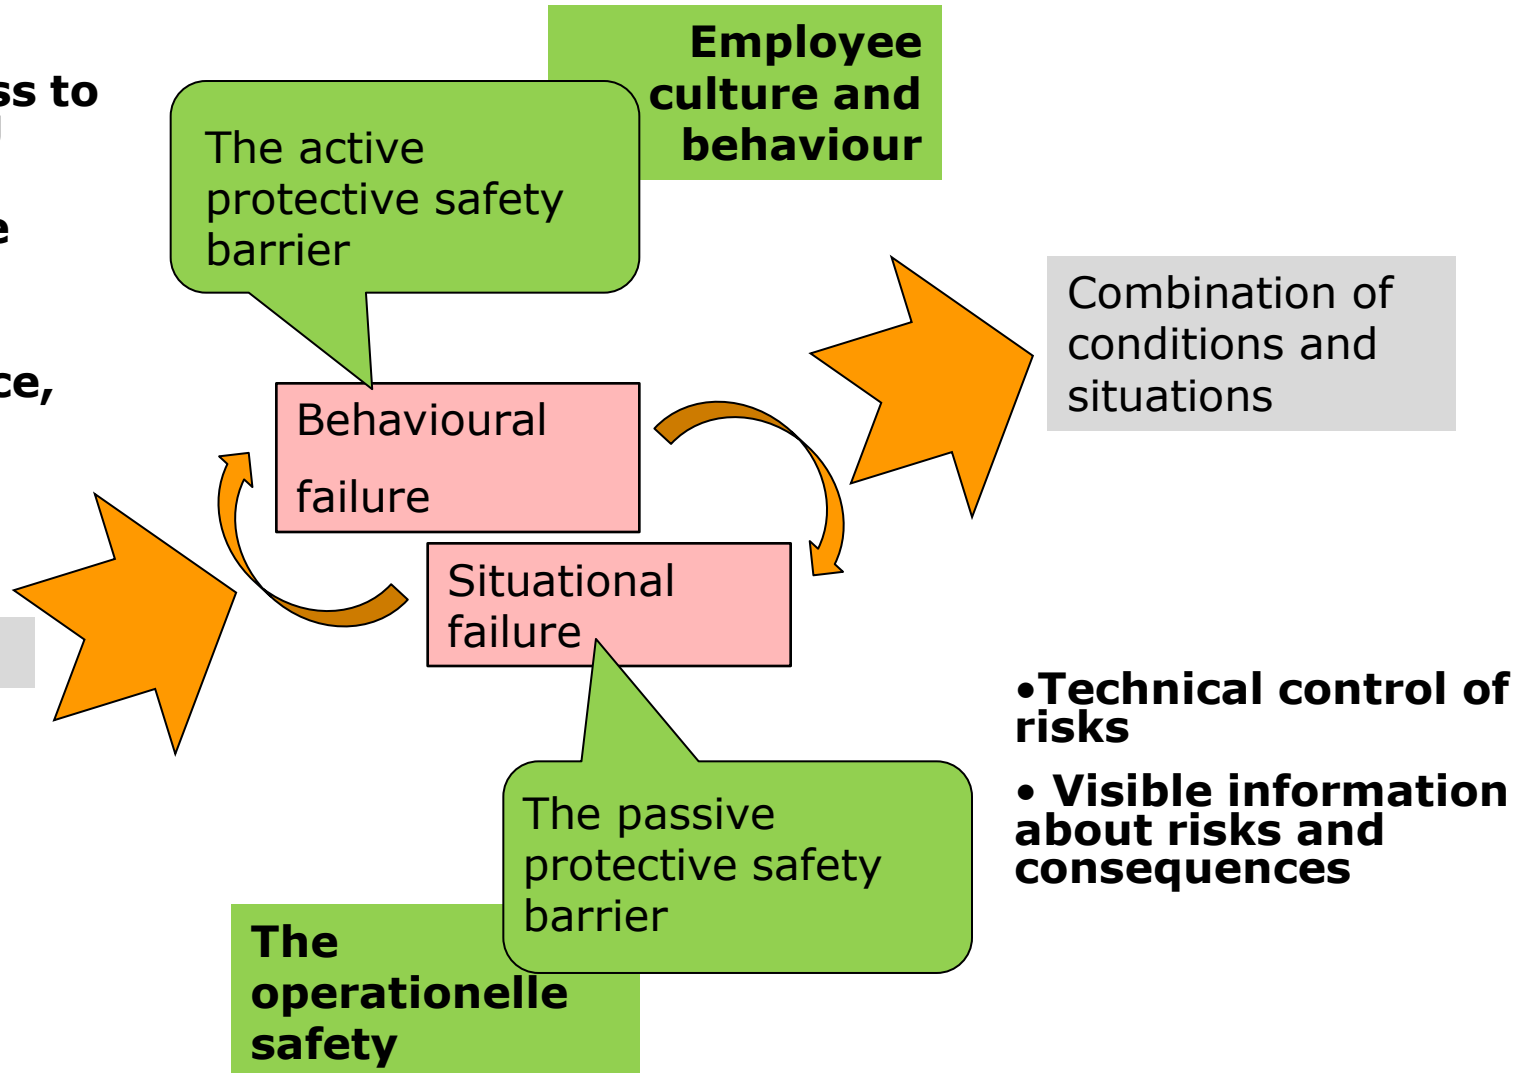 Employee
culture and
behaviour
The active
protective safety
barrier
Combination of
conditions and
situations
Behavioural
failure
Situational
failure
•Technical control of
risks
• Visible information
about risks and
consequences
The passive
protective safety
barrier
The
operationelle
safety
to